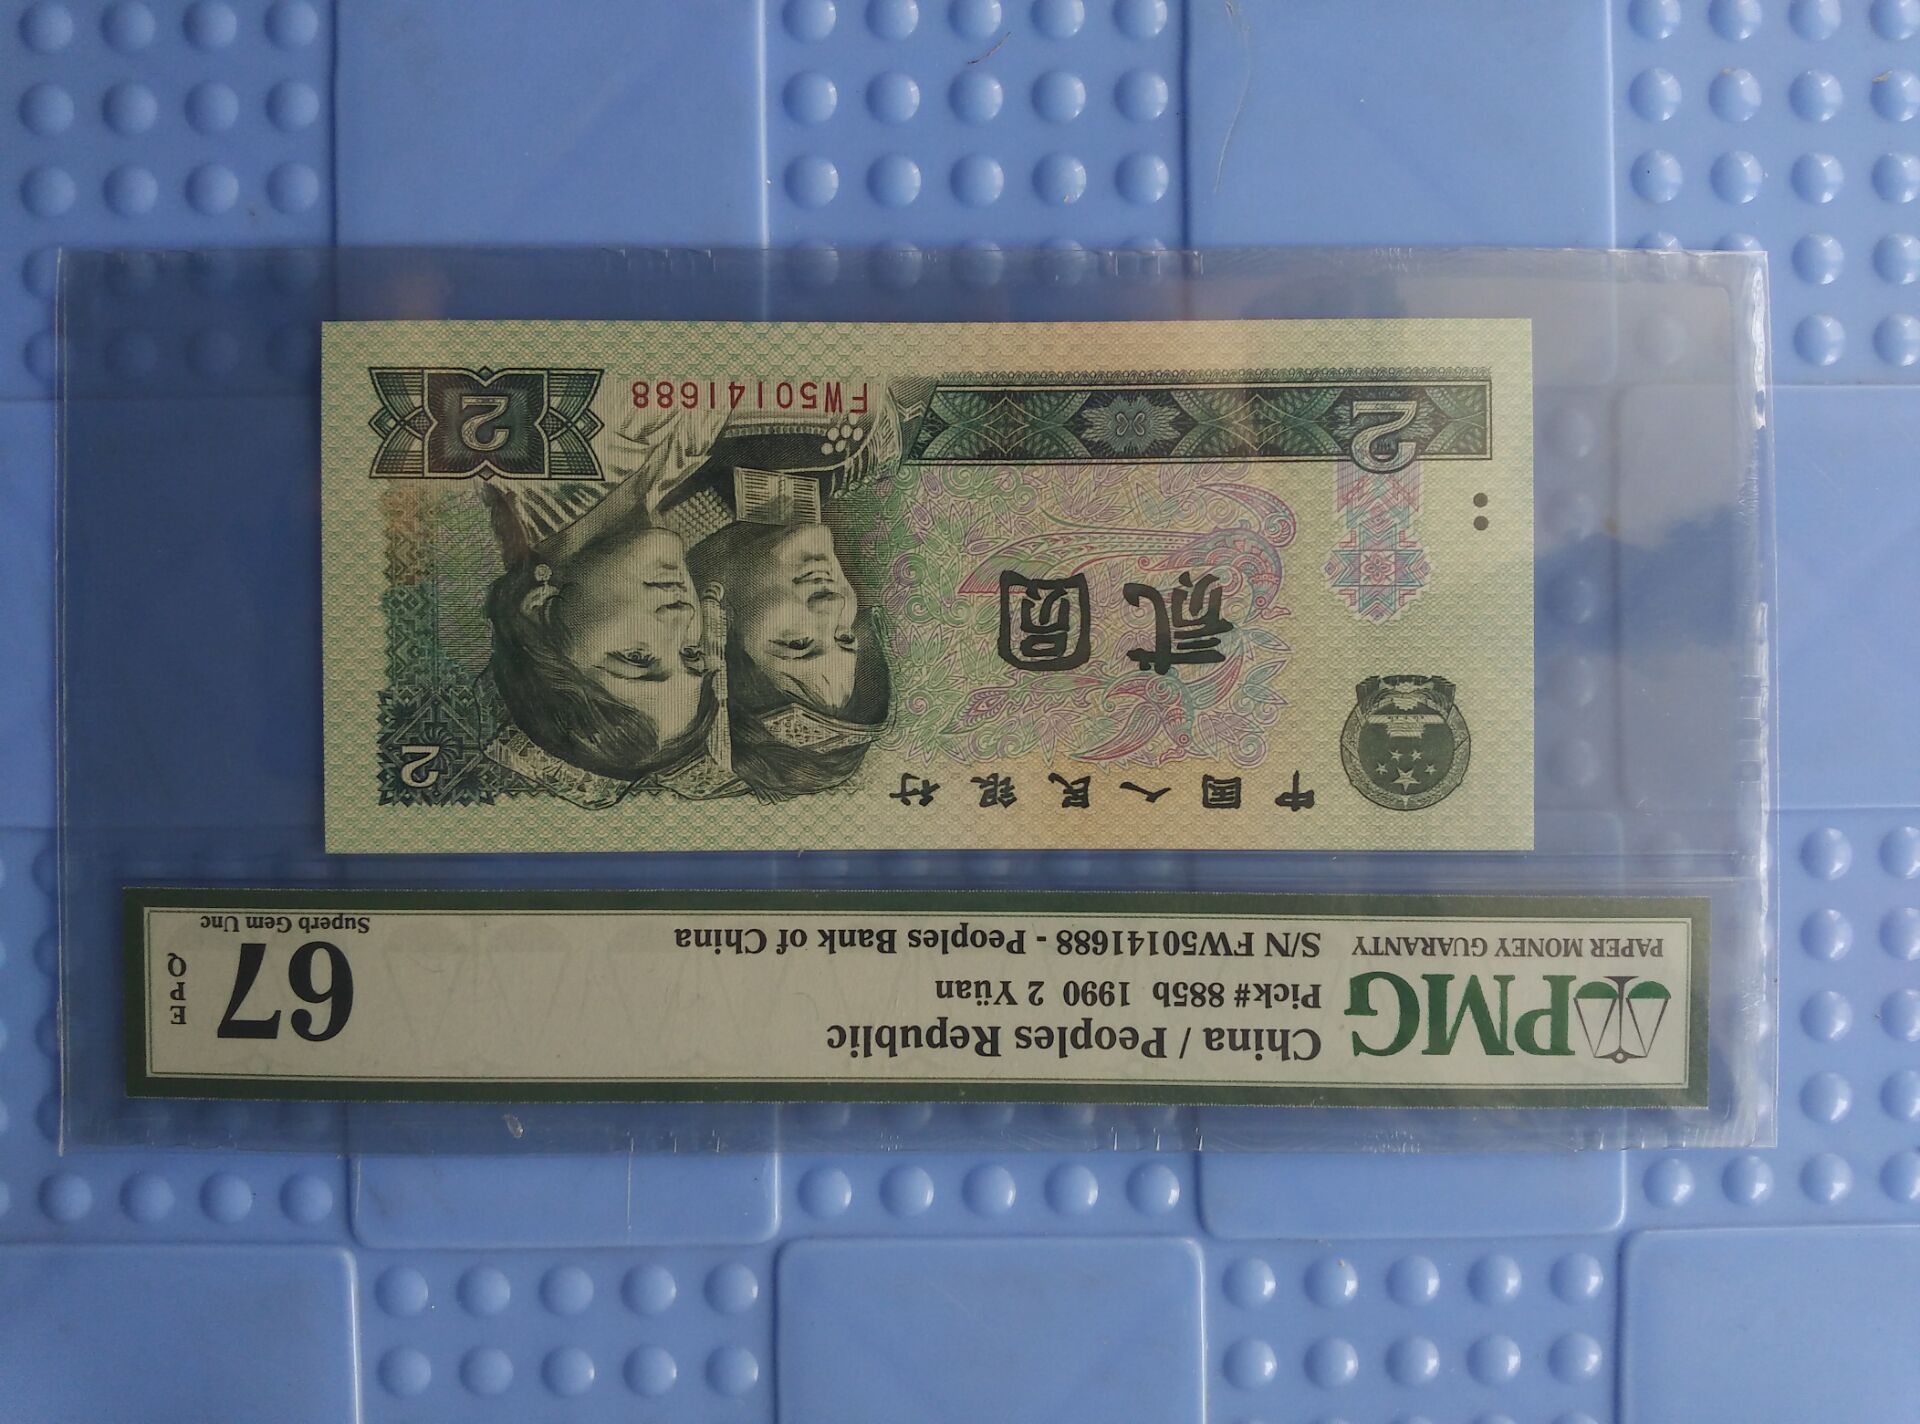 China / Peoples Republic
Pick# 885b 1990 2 Yüan
S/N FW50141688 - Peoples Bank of China
PMG
PAPER MONEY GUARANTY
67
EPQ
Superb Gem Unc
中国人民银行
2
贰圆
2
FW50141688
2